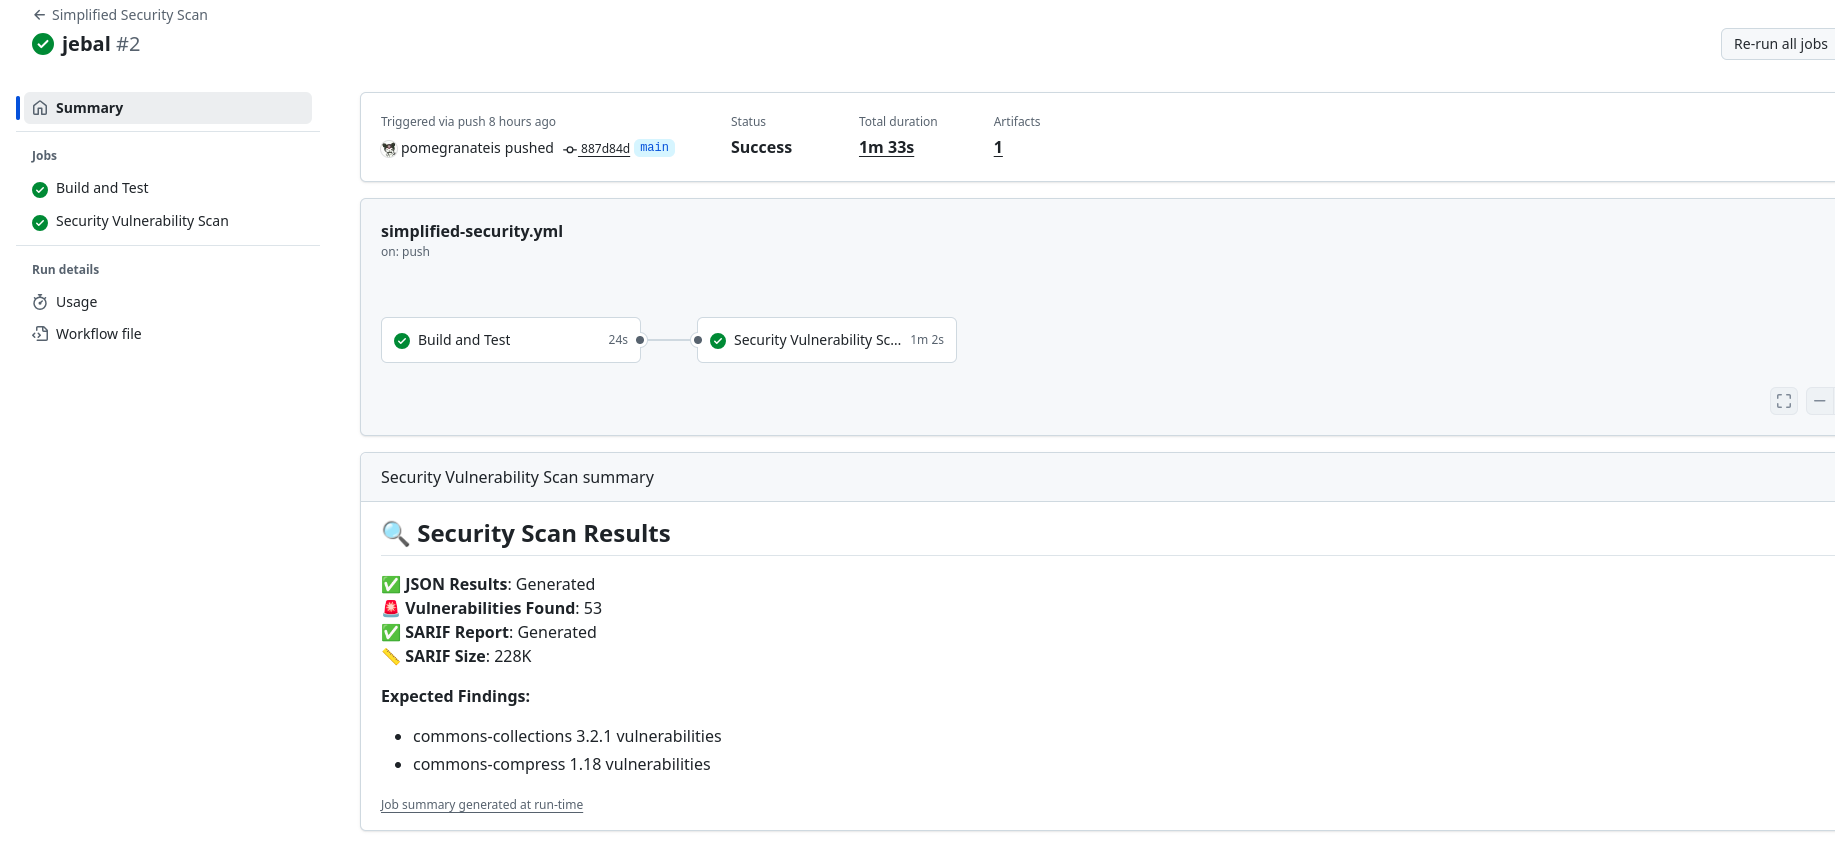 ← Simplified Security Scan
jebal #2
Re-run all jobs
Summary
Jobs
Build and Test
Security Vulnerability Scan
Run details
Usage
Workflow file
Triggered via push 8 hours ago
pomegranateis pushed 887d84d main
Status
Success
Total duration
1m 33s
Artifacts
1
simplified-security.yml
on: push
Build and Test 24s
Security Vulnerability Sc... 1m 2s
Security Vulnerability Scan summary
🔍 Security Scan Results
✅ JSON Results: Generated
🚨 Vulnerabilities Found: 53
✅ SARIF Report: Generated
📏 SARIF Size: 228K
Expected Findings:
• commons-collections 3.2.1 vulnerabilities
• commons-compress 1.18 vulnerabilities
Job summary generated at run-time